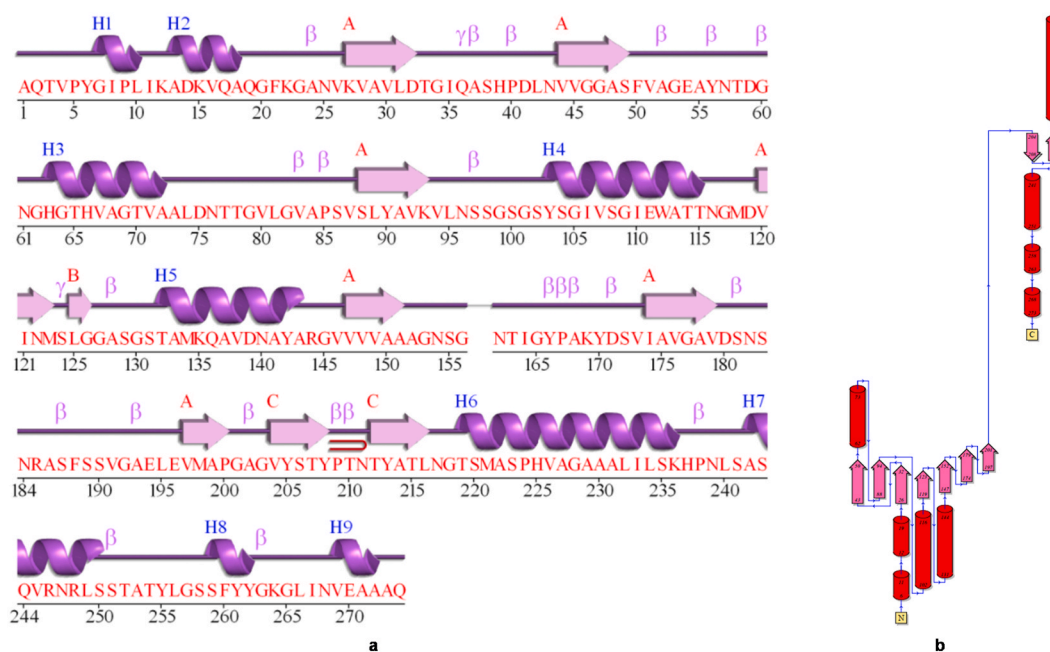 H1 H2 β A γ β β A β β β
AQTVPYGIPLIKADKVQAQGFKGANVKVAVLDTGIQASHPDLNVVGGASFVAGEAYNTDG
1 5 10 15 20 25 30 35 40 45 50 55 60
H3 β β A β H4 A
NGHGTHVAGTVAALDNTTGVLGVAPSVSLYAVKVLNSSGSGSYSGIVSGIEWATTNGMDV
61 65 70 75 80 85 90 95 100 105 110 115 120
γ B β H5 A β β β β A β
INMSLGGASGSTAMKQAVDNAYARGVVVVAAAGNSG NTIGYPAKYDSVIAVGAVDSNS
121 125 130 135 140 145 150 155 165 170 175 180
β β A β C β β C H6 β H7
NRASFSSVGAELEVMAPGAGVYSTYPTNTYATLNGTSMASPHVAGAAALILSKHPNLSAS
184 190 195 200 205 210 215 220 225 230 235 240
β H8 β H9
QVRNRLSSTATYLGSSFYYGKGLINVEAAAQ
244 250 255 260 265 270
C
N
a b